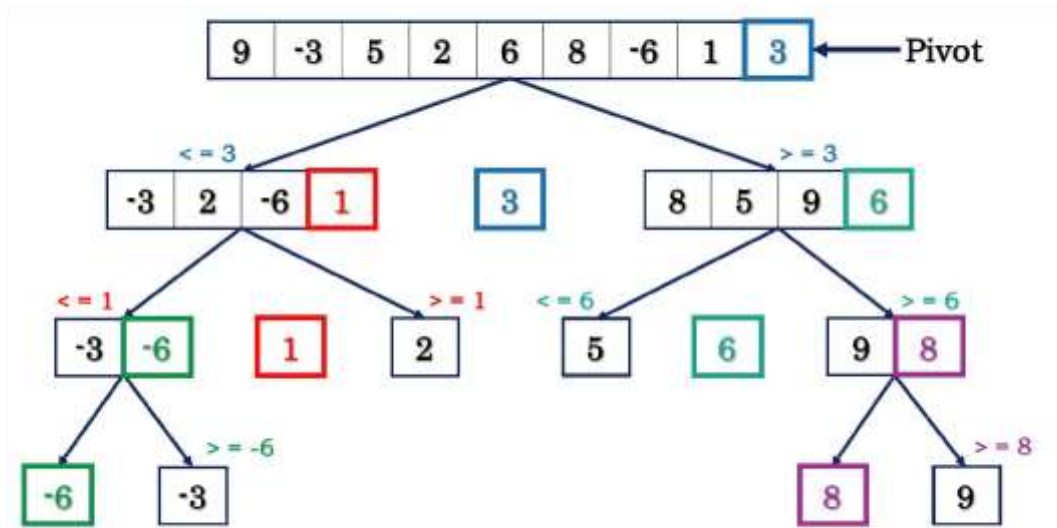 9 -3 5 2 6 8 -6 1 3 Pivot
< = 3 > = 3
-3 2 -6 1 3 8 5 9 6
< = 1 > = 1 < = 6 > = 6
-3 -6 1 2 5 6 9 8
> = -6 > = 8
-6 -3 8 9